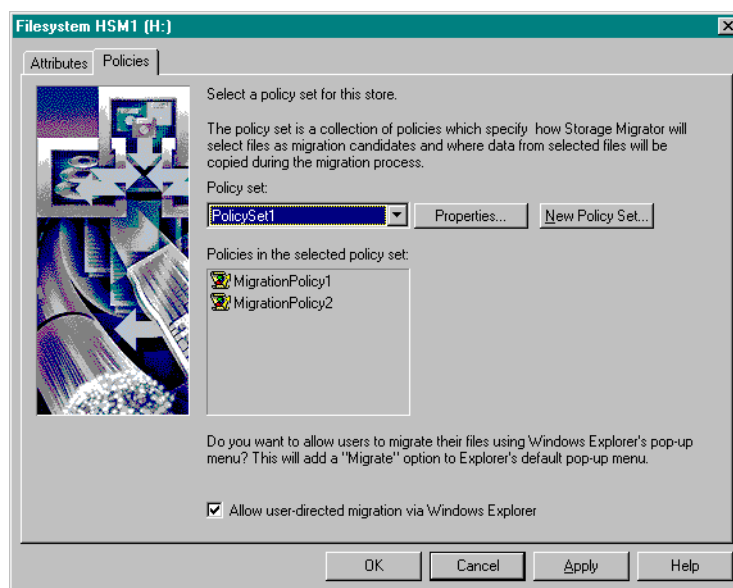 Filesystem HSM1 (H:)
Attributes Policies
Select a policy set for this store.
The policy set is a collection of policies which specify how Storage Migrator will
select files as migration candidates and where data from selected files will be
copied during the migration process.
Policy set:
PolicySet1 Properties... New Policy Set...
Policies in the selected policy set:
MigrationPolicy1
MigrationPolicy2
Do you want to allow users to migrate their files using Windows Explorer's pop-up
menu? This will add a "Migrate" option to Explorer's default pop-up menu.
Allow user-directed migration via Windows Explorer
OK Cancel Apply Help